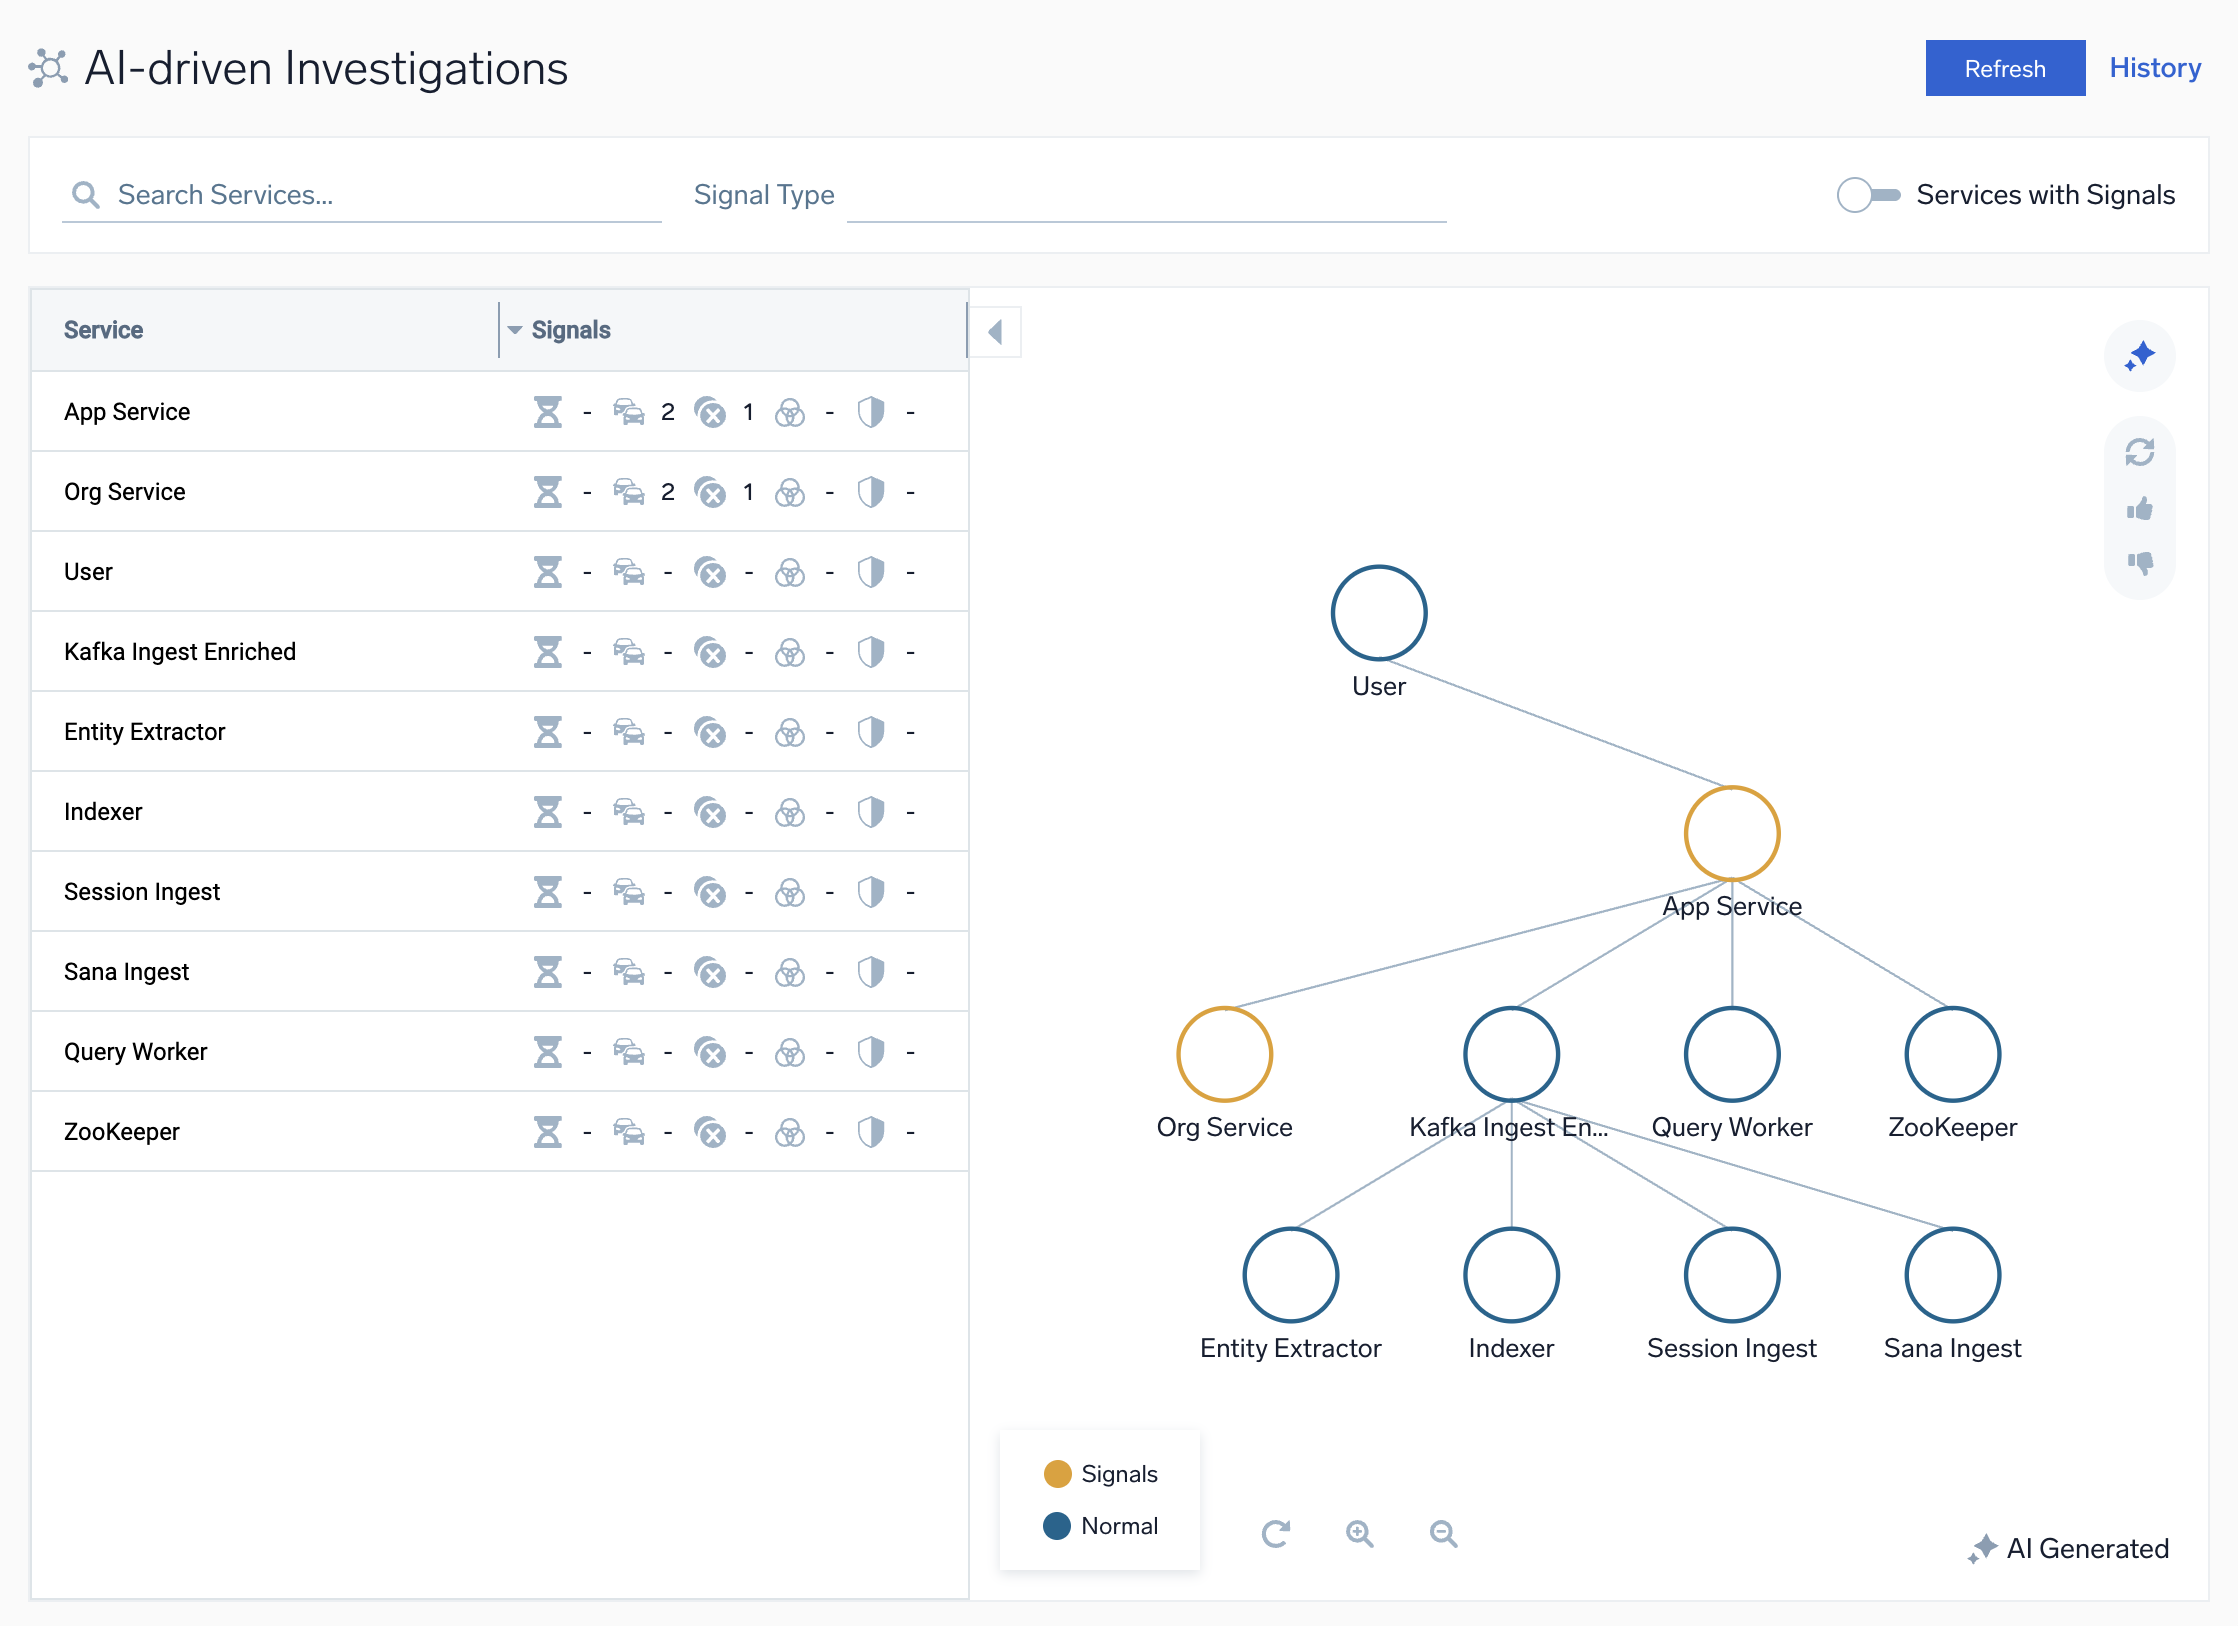 AI-driven Investigations
Refresh
History
Search Services...
Signal Type
Services with Signals
Service
Signals
App Service - 2 1 - -
Org Service - 2 1 - -
User - - - - -
Kafka Ingest Enriched - - - - -
Entity Extractor - - - - -
Indexer - - - - -
Session Ingest - - - - -
Sana Ingest - - - - -
Query Worker - - - - -
ZooKeeper - - - - -
User
App Service
Org Service
Kafka Ingest En...
Query Worker
ZooKeeper
Entity Extractor
Indexer
Session Ingest
Sana Ingest
Signals
Normal
AI Generated